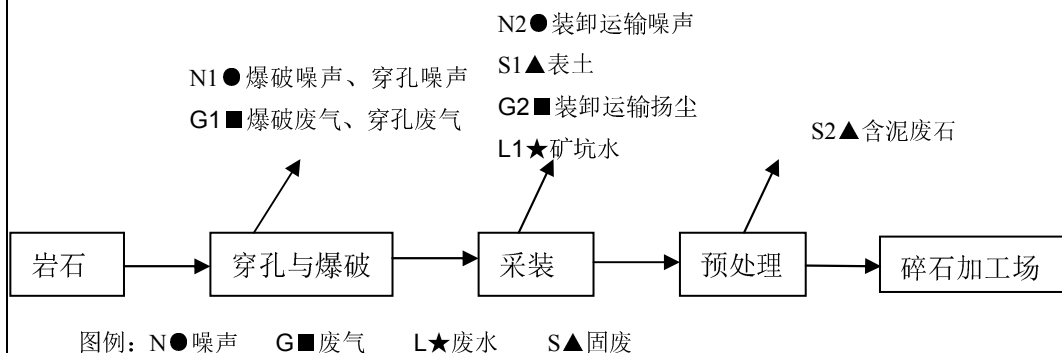 N2●装卸运输噪声
S1▲表土
G2■装卸运输扬尘
L1★矿坑水
N1●爆破噪声、穿孔噪声
G1■爆破废气、穿孔废气
S2▲含泥废石
岩石
穿孔与爆破
采装
预处理
碎石加工场
图例：N●噪声 G■废气 L★废水 S▲固废